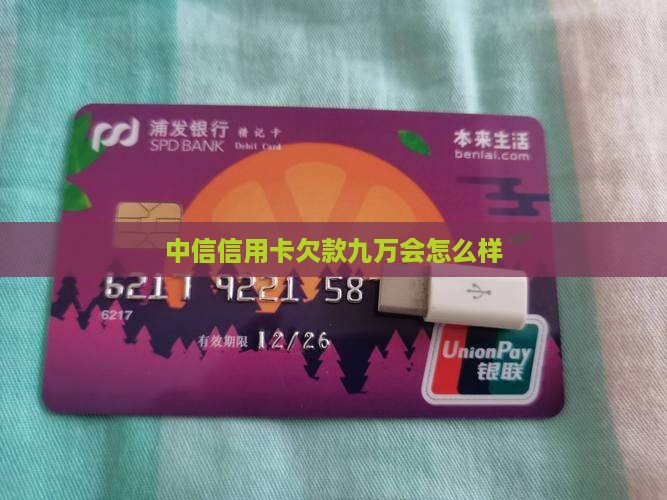 浦发银行 借记卡
SPD BANK Debit Card
本来生活
benlai.com
中信信用卡欠款九万会怎么样
6217 9221 58
6217
有效期限 12/26
UnionPay
银联